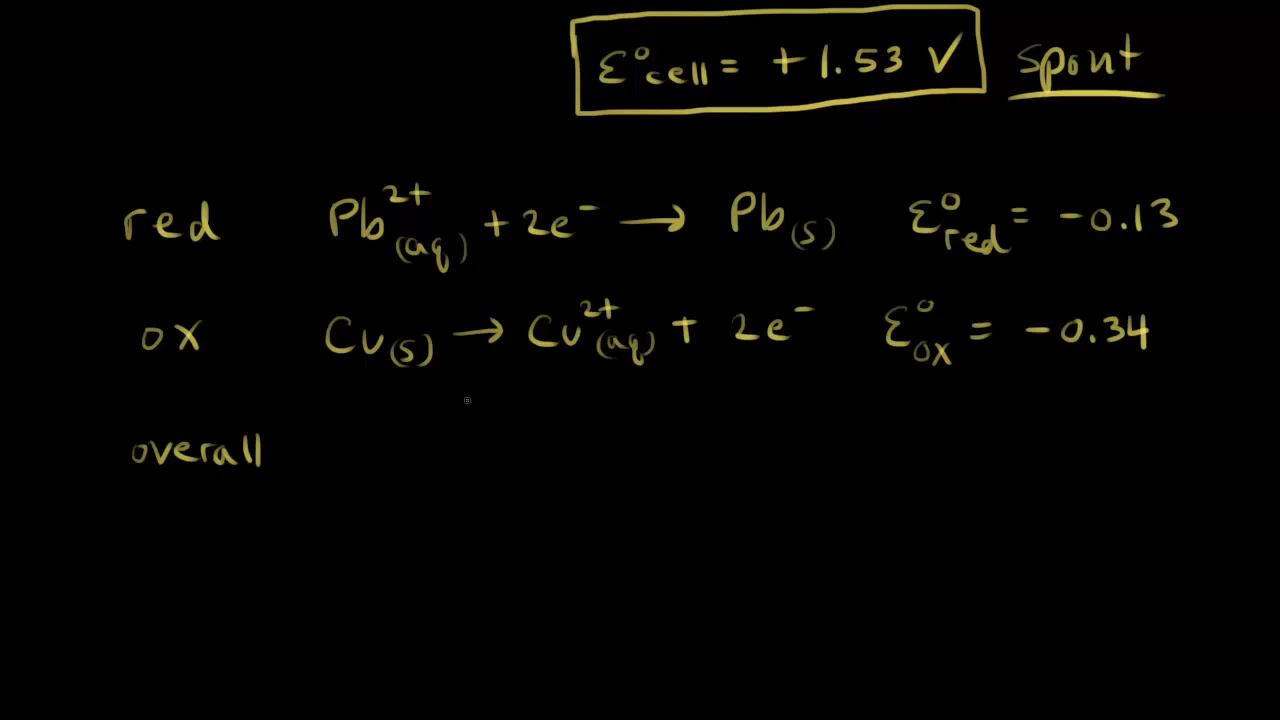 ε°cell = +1.53 V spont
red Pb²⁺(aq) + 2e⁻ → Pb(s) ε°red = -0.13
ox Cu(s) → Cu²⁺(aq) + 2e⁻ ε°ox = -0.34
overall